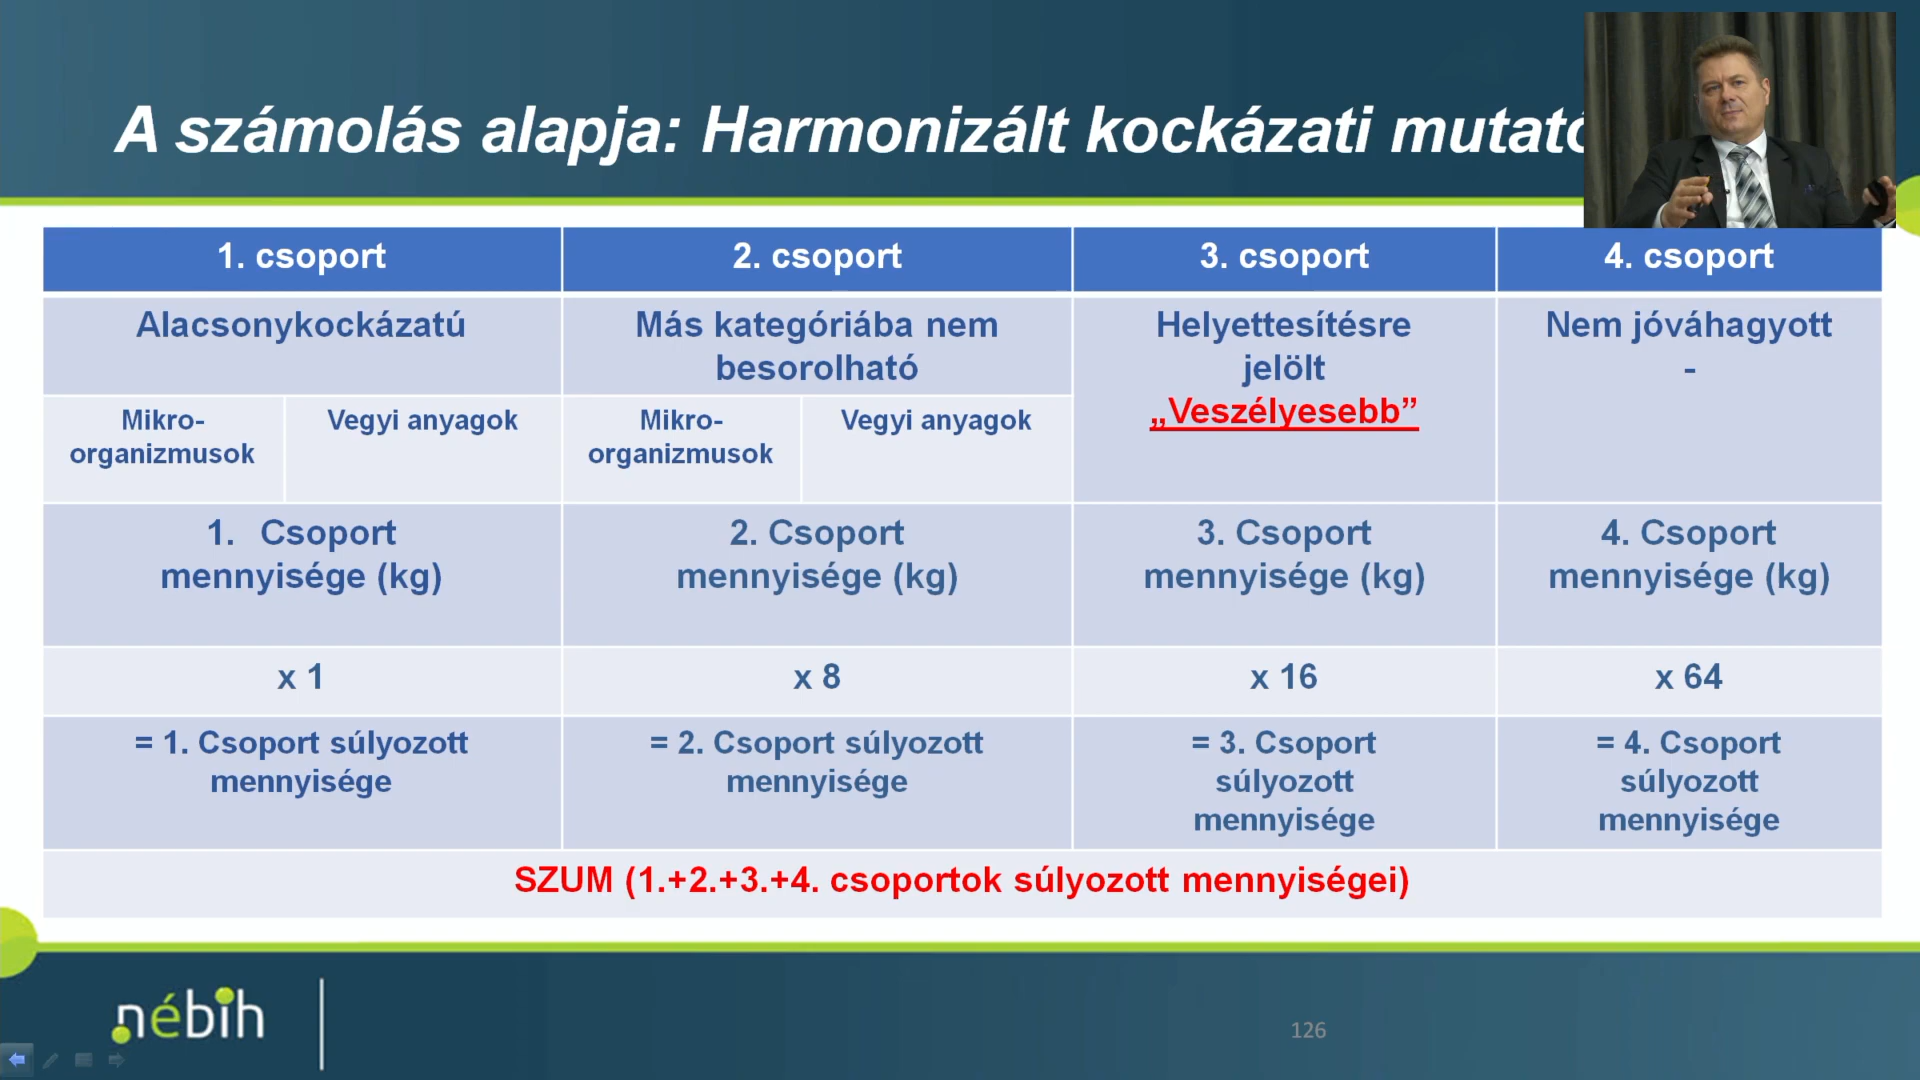 A számolás alapja: Harmonizált kockázati mutató
1. csoport
2. csoport
3. csoport
4. csoport
Alacsonykockázatú
Más kategóriába nem
besorolható
Helyettesítésre
jelölt
„Veszélyesebb”
Nem jóváhagyott
-
Mikro-
organizmusok
Vegyi anyagok
Mikro-
organizmusok
Vegyi anyagok
1. Csoport
mennyisége (kg)
2. Csoport
mennyisége (kg)
3. Csoport
mennyisége (kg)
4. Csoport
mennyisége (kg)
x 1
x 8
x 16
x 64
= 1. Csoport súlyozott
mennyisége
= 2. Csoport súlyozott
mennyisége
= 3. Csoport
súlyozott
mennyisége
= 4. Csoport
súlyozott
mennyisége
SZUM (1.+2.+3.+4. csoportok súlyozott mennyiségei)
nébih
126